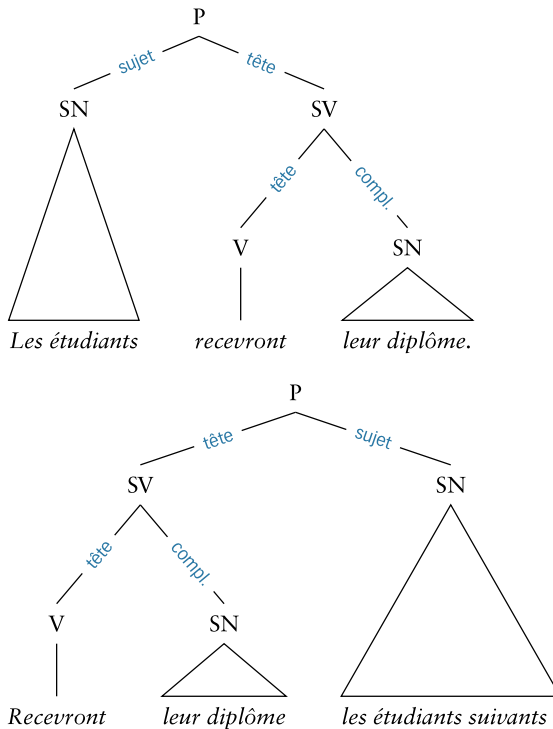 P
sujet tête
SN SV
tête compl.
V SN
Les étudiants recevront leur diplôme.
P
tête sujet
SV SN
tête compl.
V SN
Recevront leur diplôme les étudiants suivants